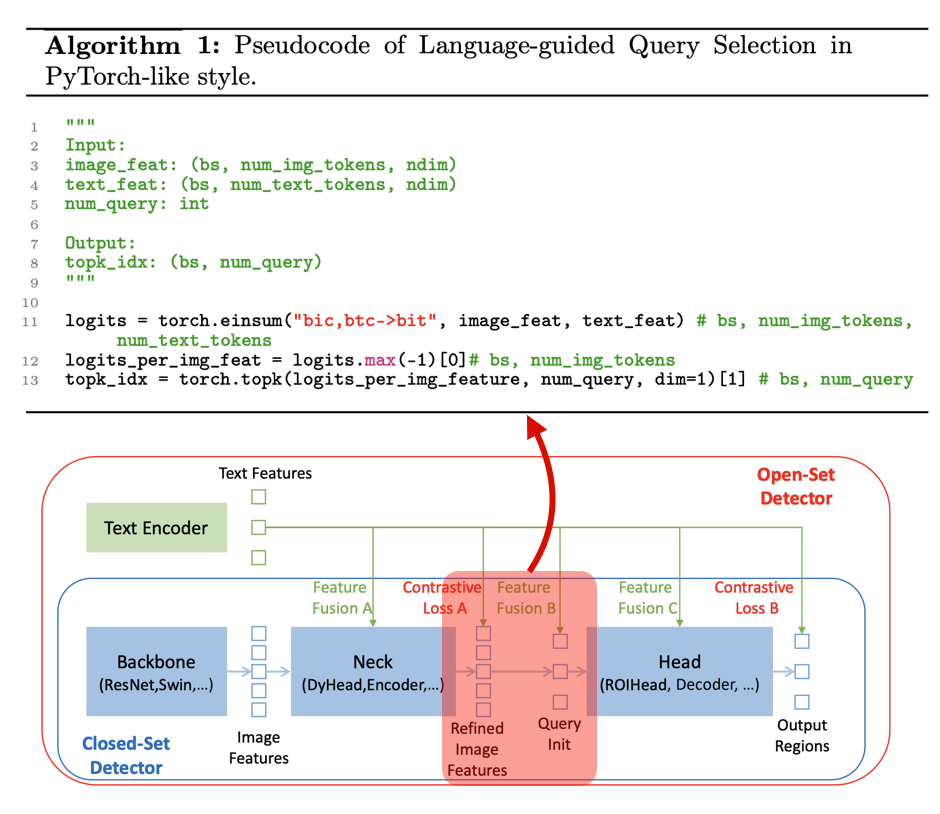 Algorithm 1: Pseudocode of Language-guided Query Selection in
PyTorch-like style.
1 """
2 Input:
3 image_feat: (bs, num_img_tokens, ndim)
4 text_feat: (bs, num_text_tokens, ndim)
5 num_query: int
6
7 Output:
8 topk_idx: (bs, num_query)
9 """
10
11 logits = torch.einsum("bic,btc->bit", image_feat, text_feat) # bs, num_img_tokens,
num_text_tokens
12 logits_per_img_feat = logits.max(-1)[0]# bs, num_img_tokens
13 topk_idx = torch.topk(logits_per_img_feature, num_query, dim=1)[1] # bs, num_query
Text Features
Open-Set
Detector
Text Encoder
Feature
Fusion A
Contrastive
Loss A
Feature
Fusion B
Feature
Fusion C
Contrastive
Loss B
Backbone
(ResNet,Swin,...)
Neck
(DyHead,Encoder,...)
Head
(ROIHead, Decoder, ...)
Closed-Set
Detector
Image
Features
Refined
Image
Features
Query
Init
Output
Regions